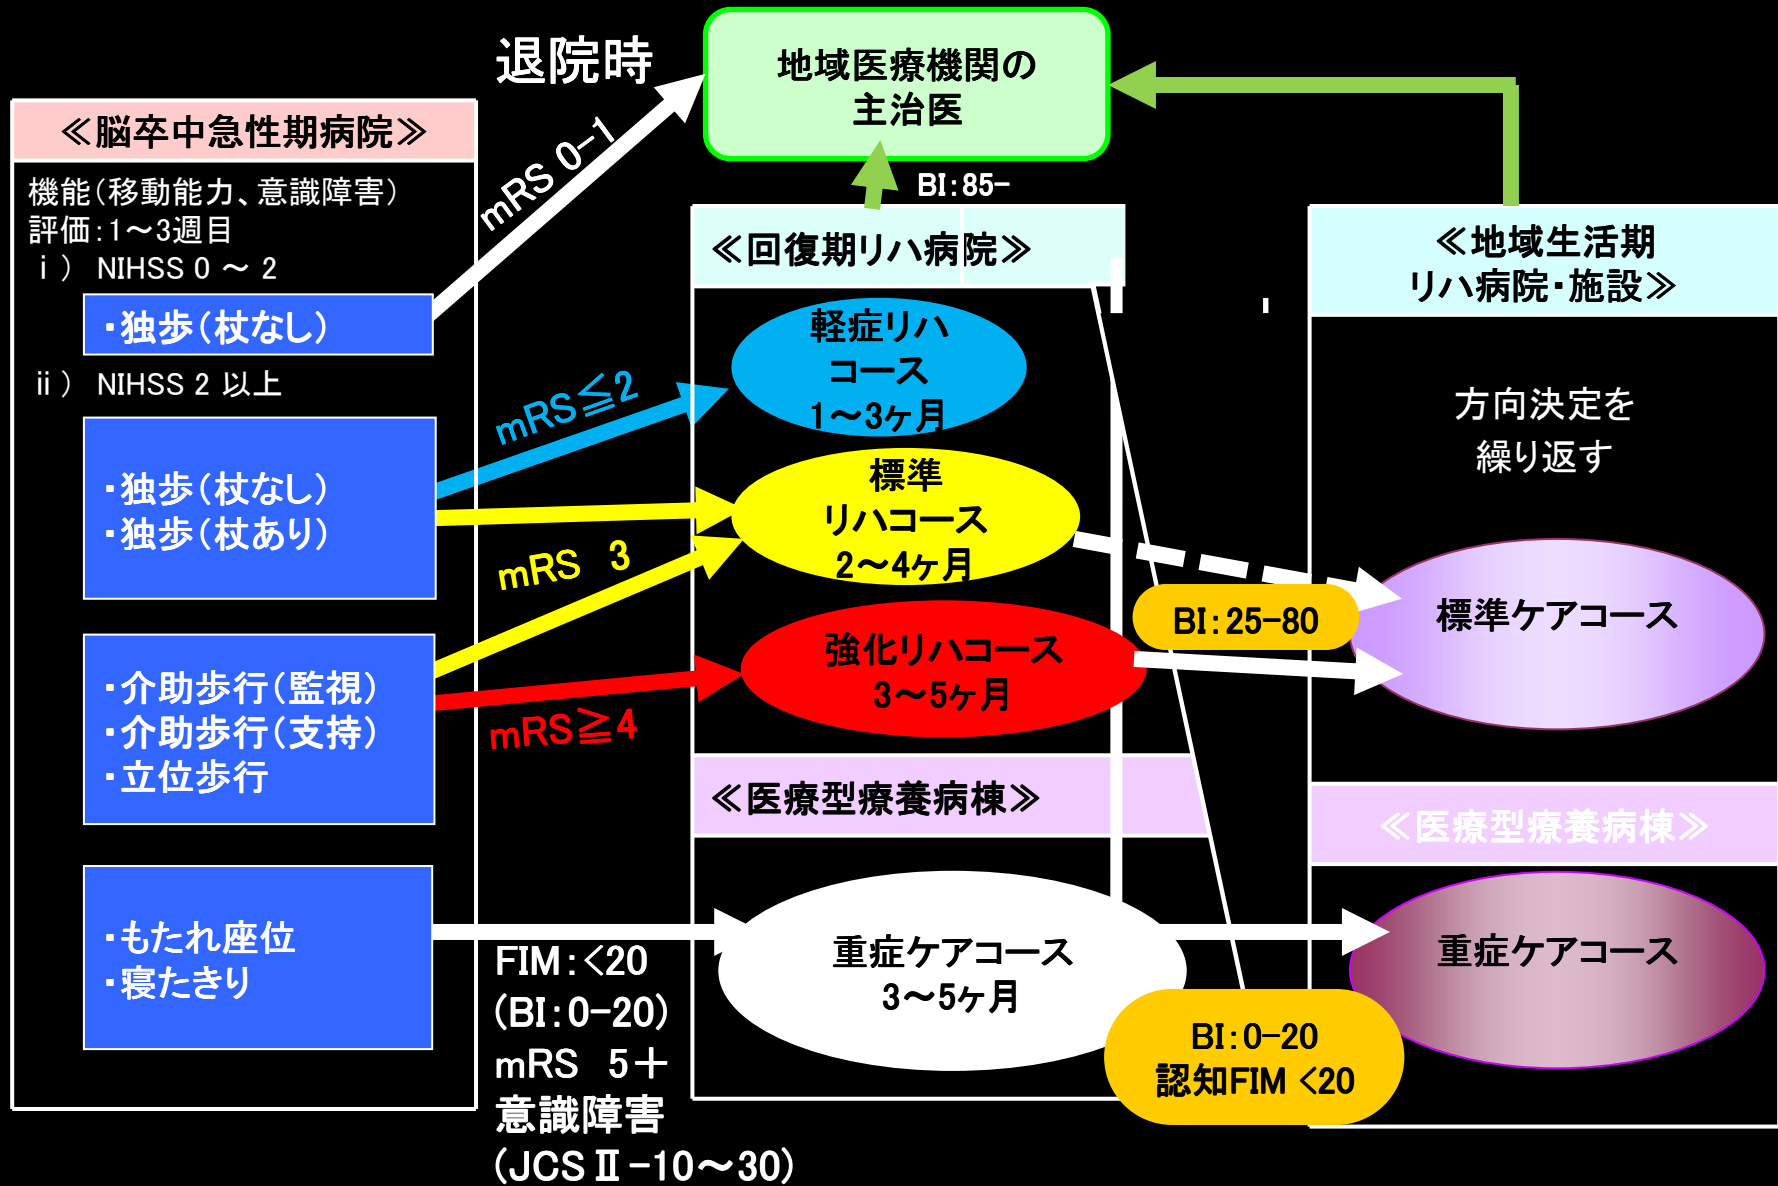 退院時
地域医療機関の
主治医
≪脳卒中急性期病院≫
機能(移動能力、意識障害)
評価:1～3週目
ⅰ) NIHSS 0 ～ 2
・独歩(杖なし)
ⅱ) NIHSS 2 以上
・独歩(杖なし)
・独歩(杖あり)
・介助歩行(監視)
・介助歩行(支持)
・立位歩行
・もたれ座位
・寝たきり
mRS 0-1
mRS≦2
mRS 3
mRS≧4
FIM:<20
(BI:0-20)
mRS 5＋
意識障害
(JCSⅡ-10～30)
BI:85-
≪回復期リハ病院≫
軽症リハ
コース
1～3ヶ月
標準
リハコース
2～4ヶ月
強化リハコース
3～5ヶ月
≪医療型療養病棟≫
重症ケアコース
3～5ヶ月
BI:25-80
BI:0-20
認知FIM <20
≪地域生活期
リハ病院・施設≫
方向決定を
繰り返す
標準ケアコース
≪医療型療養病棟≫
重症ケアコース